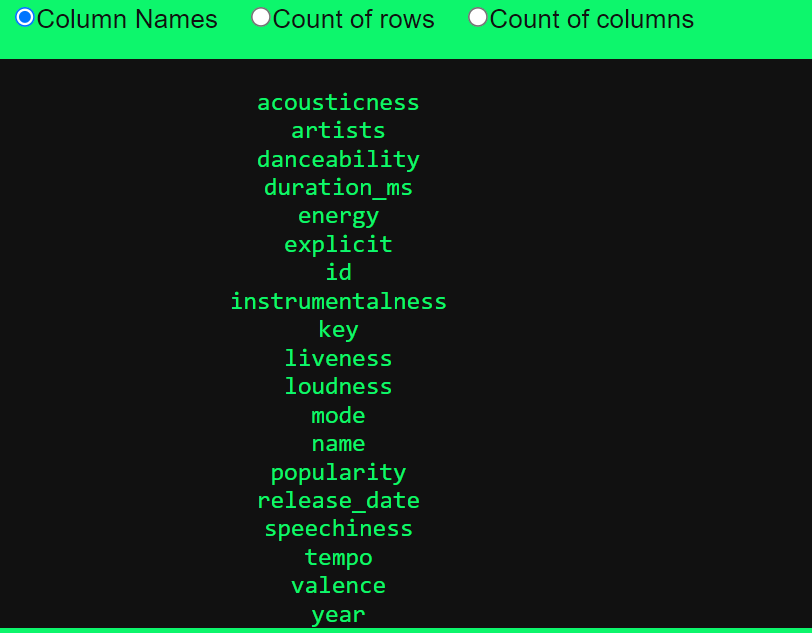 Column Names Count of rows Count of columns
acousticness
artists
danceability
duration_ms
energy
explicit
id
instrumentalness
key
liveness
loudness
mode
name
popularity
release_date
speechiness
tempo
valence
year